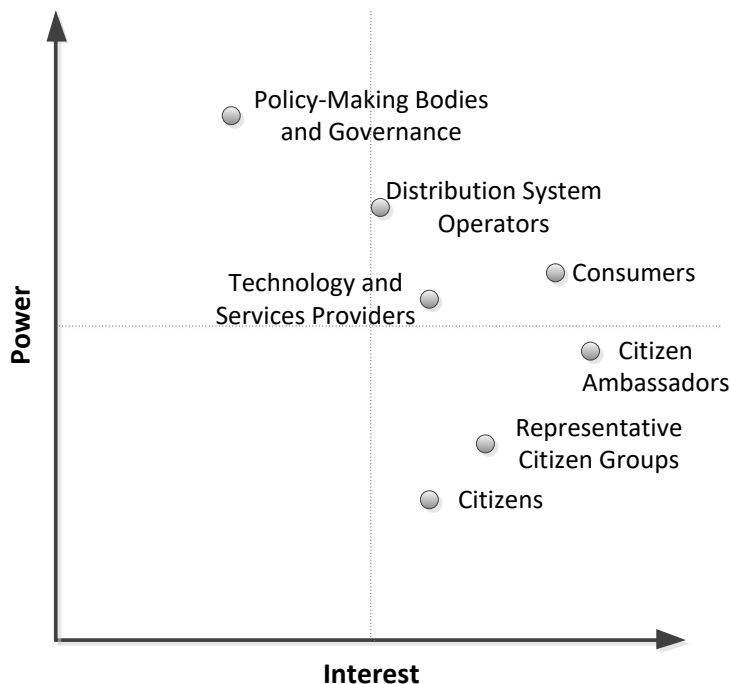 Policy-Making Bodies
and Governance
Distribution System
Operators
Consumers
Technology and
Services Providers
Power
Citizen
Ambassadors
Representative
Citizen Groups
Citizens
Interest